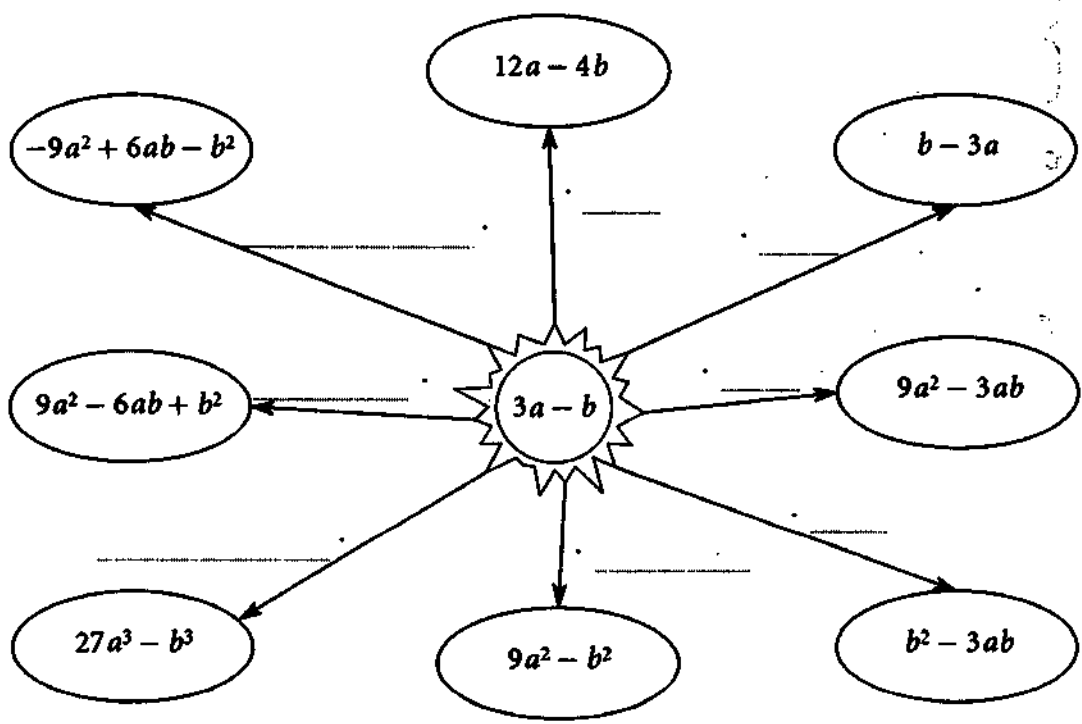 12a – 4b
–9a² + 6ab – b²
b – 3a
9a² – 6ab + b²
3a – b
9a² – 3ab
27a³ – b³
9a² – b²
b² – 3ab